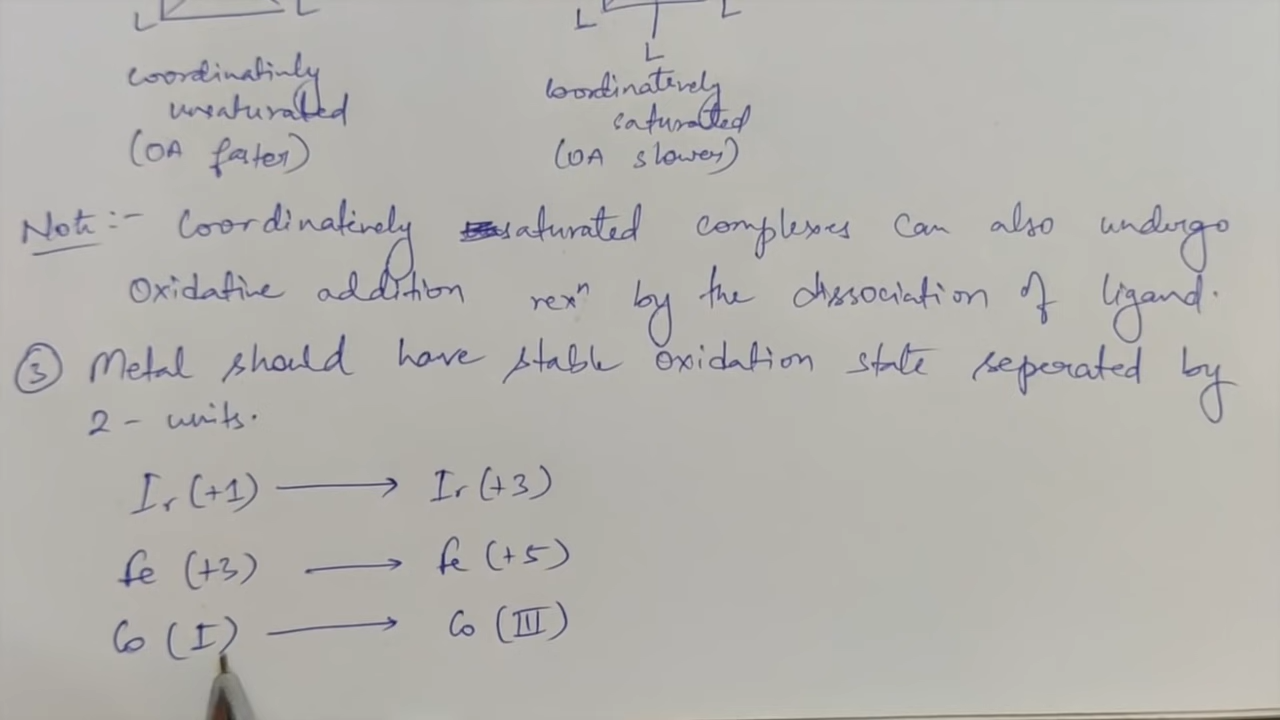 L L L L
L
coordinatively coordinatively
unsaturated saturated
(OA faster) (OA slower)
Note :- Coordinatively saturated complexes can also undergo
Oxidative addition rexⁿ by the dissociation of ligand.
③ Metal should have stable oxidation state seperated by
2 - units.
Ir (+1) ⟶ Ir (+3)
fe (+3) ⟶ fe (+5)
Co (I) ⟶ Co (III)